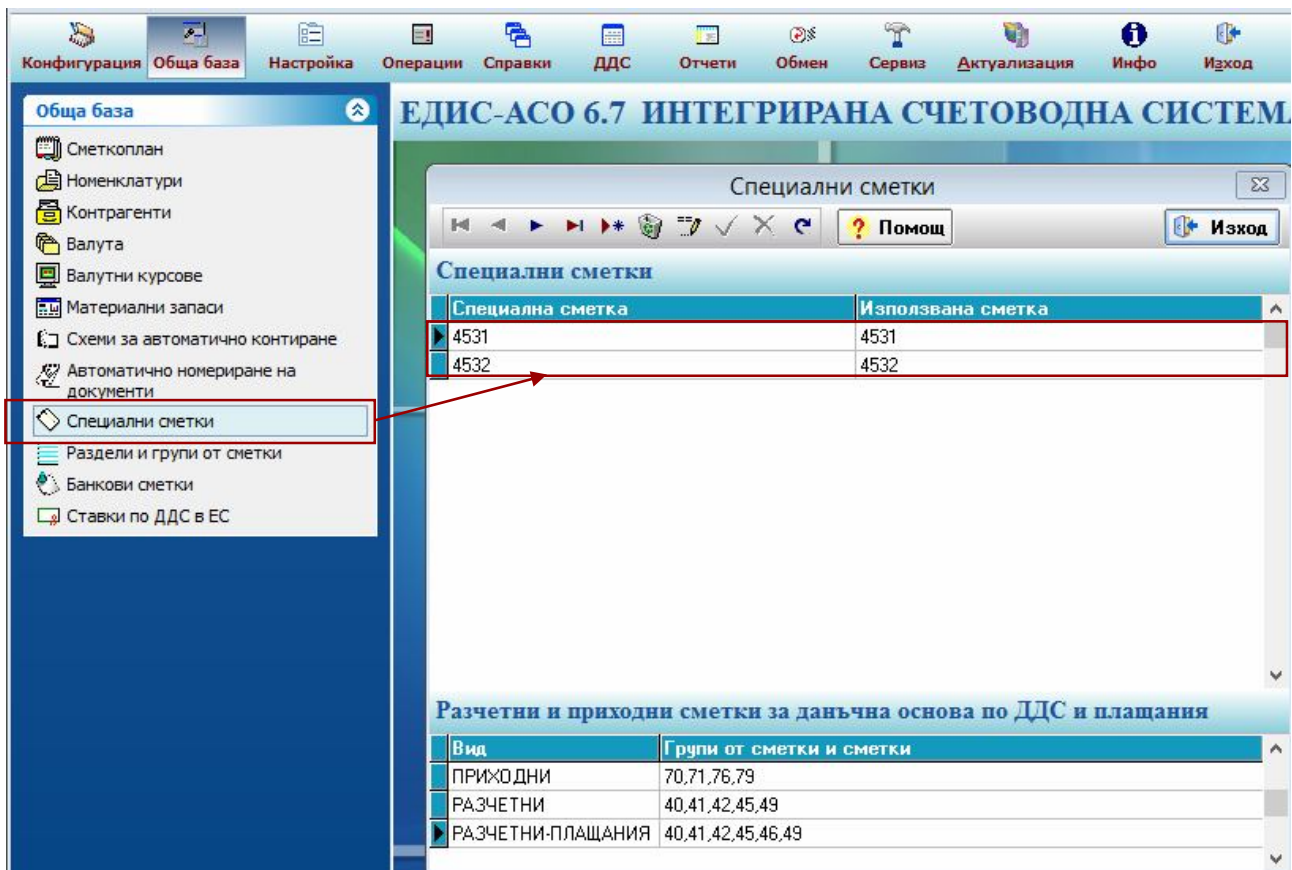 Конфигурация Обща база Настройка Операции Справки ДДС Отчети Обмен Сервиз Актуализация Инфо Изход
Обща база
Сметкоплан
Номенклатури
Контрагенти
Валута
Валутни курсове
Материални запаси
Схеми за автоматично контиране
Автоматично номериране на
документи
Специални сметки
Раздели и групи от сметки
Банкови сметки
Ставки по ДДС в ЕС
ЕДИС-АСО 6.7 ИНТЕГРИРАНА СЧЕТОВОДНА СИСТЕМА
Специални сметки
? Помощ Изход
Специални сметки
Специална сметка Използвана сметка
4531 4531
4532 4532
Разчетни и приходни сметки за данъчна основа по ДДС и плащания
Вид Групи от сметки и сметки
ПРИХОДНИ 70,71,76,79
РАЗЧЕТНИ 40,41,42,45,49
РАЗЧЕТНИ-ПЛАЩАНИЯ 40,41,42,45,46,49